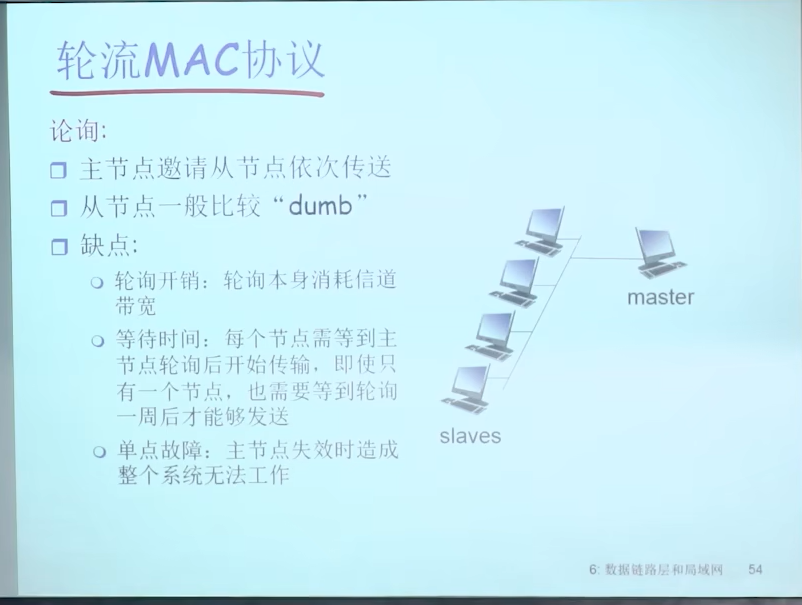 轮流MAC协议
论询:
主节点邀请从节点依次传送
从节点一般比较“dumb”
缺点:
轮询开销：轮询本身消耗信道
带宽
等待时间：每个节点需等到主
节点轮询后开始传输，即使只
有一个节点，也需要等到轮询
一周后才能够发送
单点故障：主节点失效时造成
整个系统无法工作
master
slaves
6: 数据链路层和局域网 54